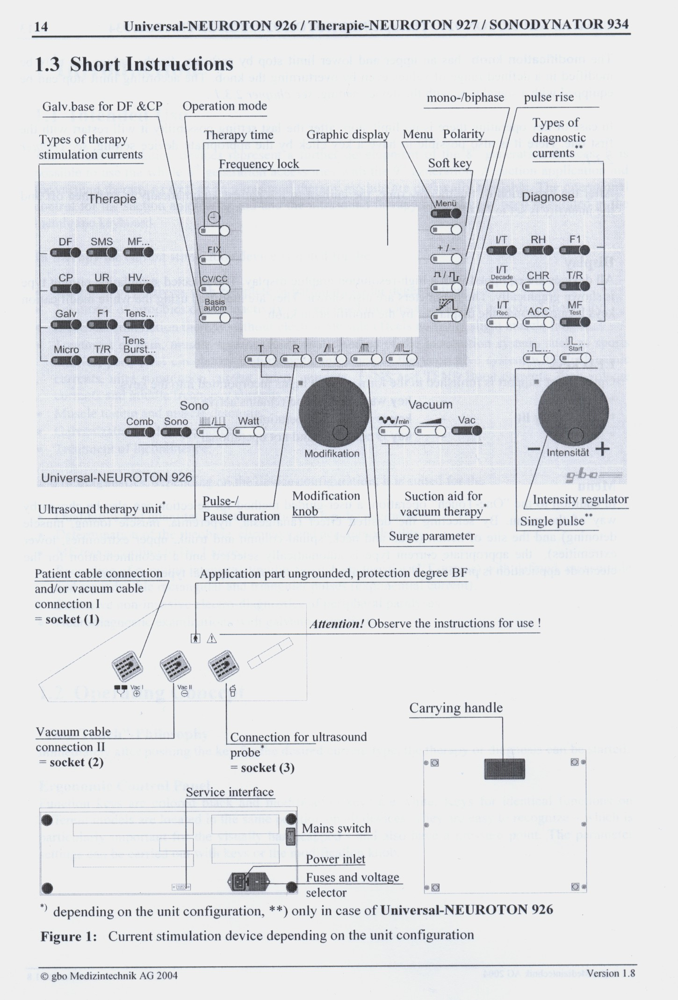 14 Universal-NEUROTON 926 / Therapie-NEUROTON 927 / SONODYNATOR 934
1.3 Short Instructions
Galv.base for DF &CP
Operation mode
mono-/biphase
pulse rise
Types of therapy
stimulation currents
Therapy time
Graphic display
Menu
Polarity
Types of
diagnostic
currents**
Frequency lock
Soft key
Therapie
Menü
Diagnose
DF SMS MF...
CP UR HV...
Galv F1 Tens...
Micro T/R Tens
Burst...
FIX
CV/CC
Basis
autom
+ / -
I/T RH F1
I/T
Decade
CHR T/R
I/T
Rec
ACC
MF
Test
...
Start
T R
Sono
Comb Sono Watt
Modifikation
Vacuum
/min Vac
− Intensität +
Universal-NEUROTON 926
gbo
Ultrasound therapy unit*
Pulse-/
Pause duration
Modification
knob
Suction aid for
vacuum therapy*
Surge parameter
Intensity regulator
Single pulse**
Patient cable connection
and/or vacuum cable
connection I
= socket (1)
Application part ungrounded, protection degree BF
Attention! Observe the instructions for use !
Vac I
Vac II
Vacuum cable
connection II
= socket (2)
Connection for ultrasound
probe*
= socket (3)
Carrying handle
Service interface
Mains switch
Power inlet
Fuses and voltage
selector
*) depending on the unit configuration, **) only in case of Universal-NEUROTON 926
Figure 1: Current stimulation device depending on the unit configuration
© gbo Medizintechnik AG 2004 Version 1.8